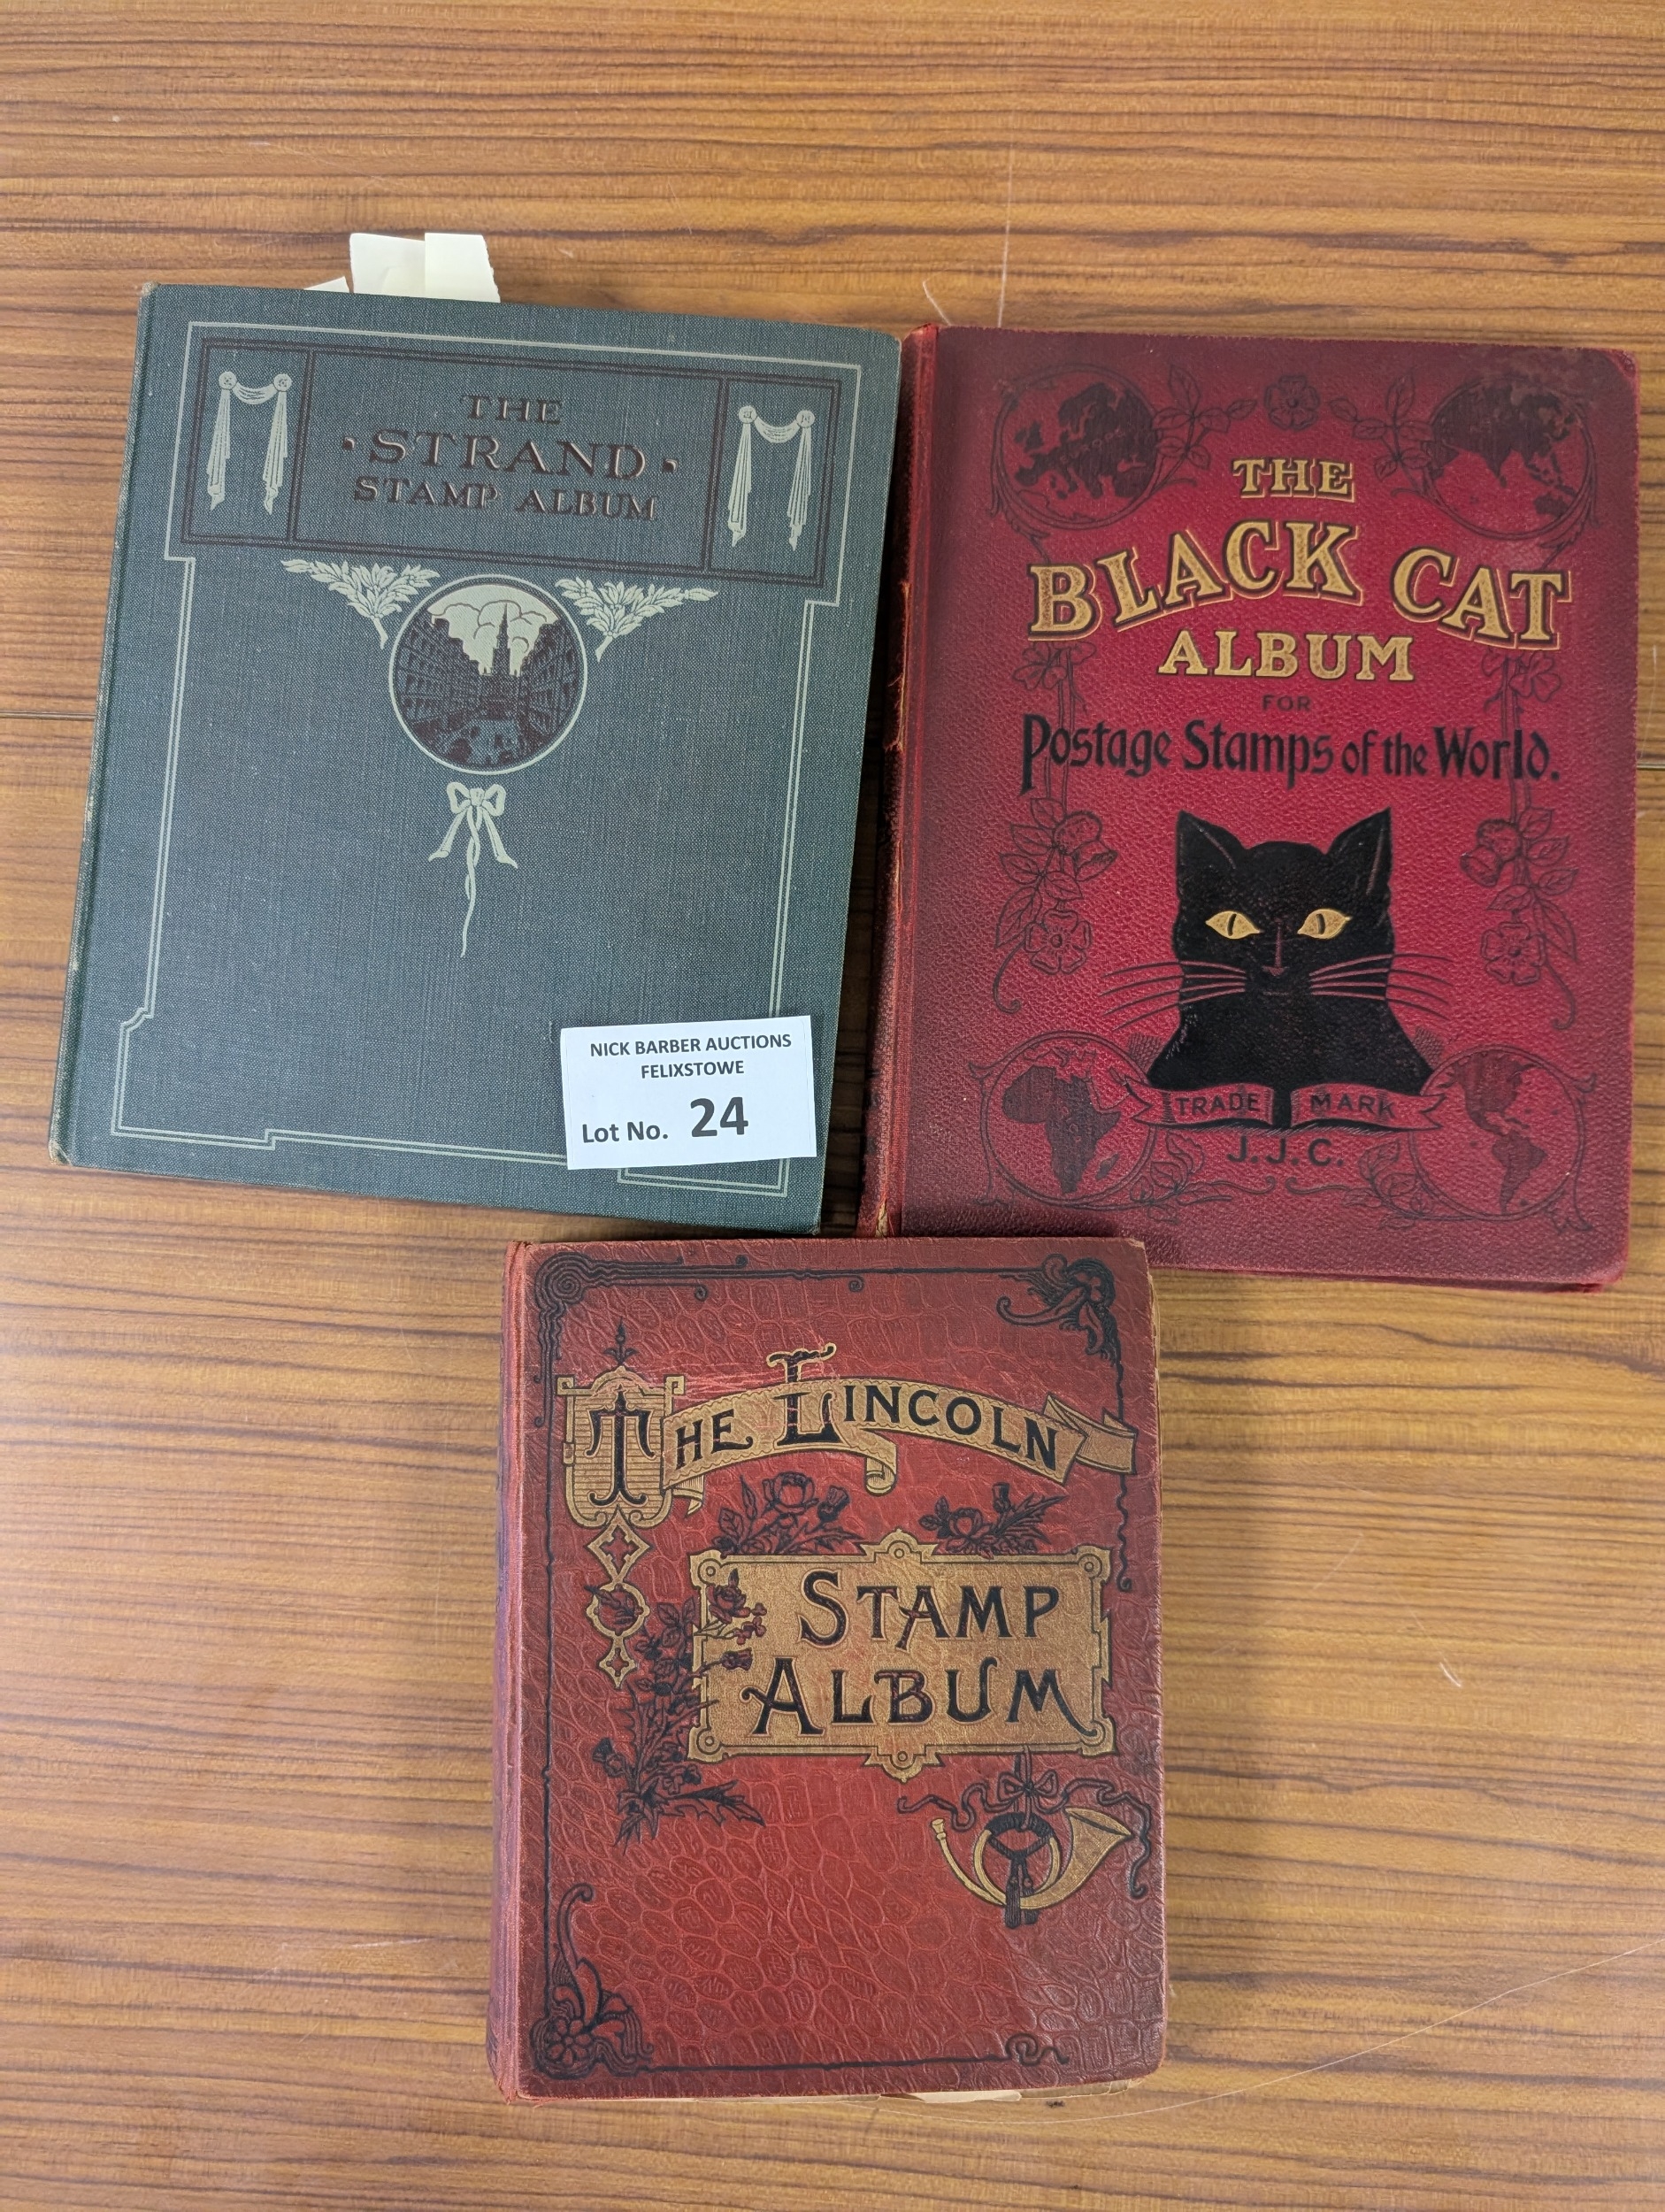 THE
· STRAND ·
STAMP ALBUM
NICK BARBER AUCTIONS
FELIXSTOWE
Lot No. 24
THE
BLACK CAT
ALBUM
FOR
Postage Stamps of the World.
TRADE MARK
J.J.C.
THE LINCOLN
STAMP
ALBUM